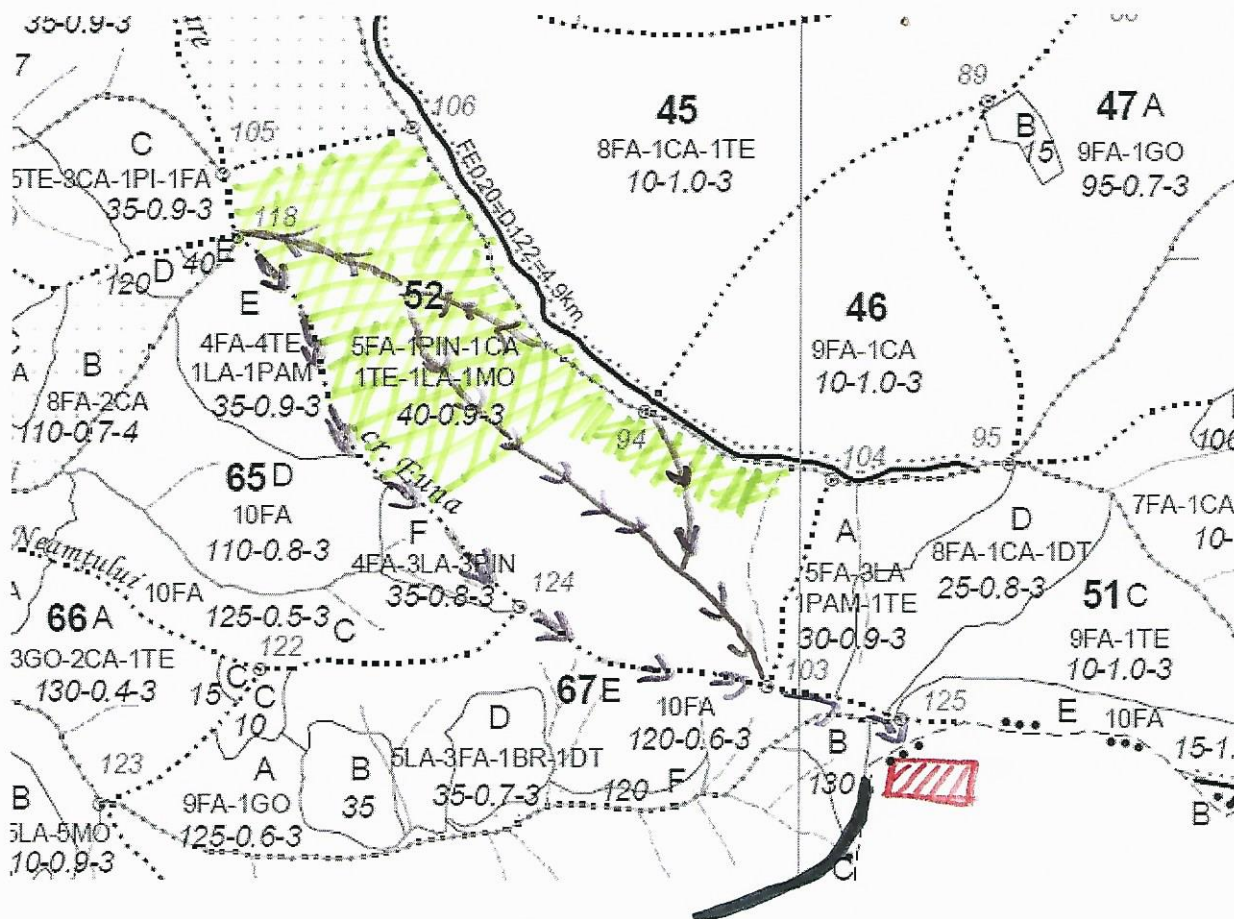 35-0.9-3
7
C
5TE-3CA-1PI-1FA
35-0.9-3
105
106
118
FE020=D.122=4.9km
45
8FA-1CA-1TE
10-1.0-3
89
47 A
B
15
9FA-1GO
95-0.7-3
120
D
40
E
E
4FA-4TE
1LA-1PAM
35-0.9-3
52
5FA-1PIN-1CA
1TE-1LA-1MO
40-0.9-3
46
9FA-1CA
10-1.0-3
B
8FA-2CA
110-0.7-4
94
104
95
106
cr. Funa
65 D
10FA
110-0.8-3
F
4FA-3LA-3PIN
35-0.8-3
A
5FA-3LA
1PAM-1TE
30-0.9-3
D
8FA-1CA-1DT
25-0.8-3
7FA-1CA
10-
51 C
9FA-1TE
10-1.0-3
Neamtului
10FA
125-0.5-3
C
124
66 A
3GO-2CA-1TE
130-0.4-3
122
C
15
C
10
103
125
67 E
10FA
120-0.6-3
E
10FA
15-1.
123
A
9FA-1GO
125-0.6-3
B
35
D
5LA-3FA-1BR-1DT
35-0.7-3
120
F
B
130
C
B
B
5LA-5MO
10-0.9-3